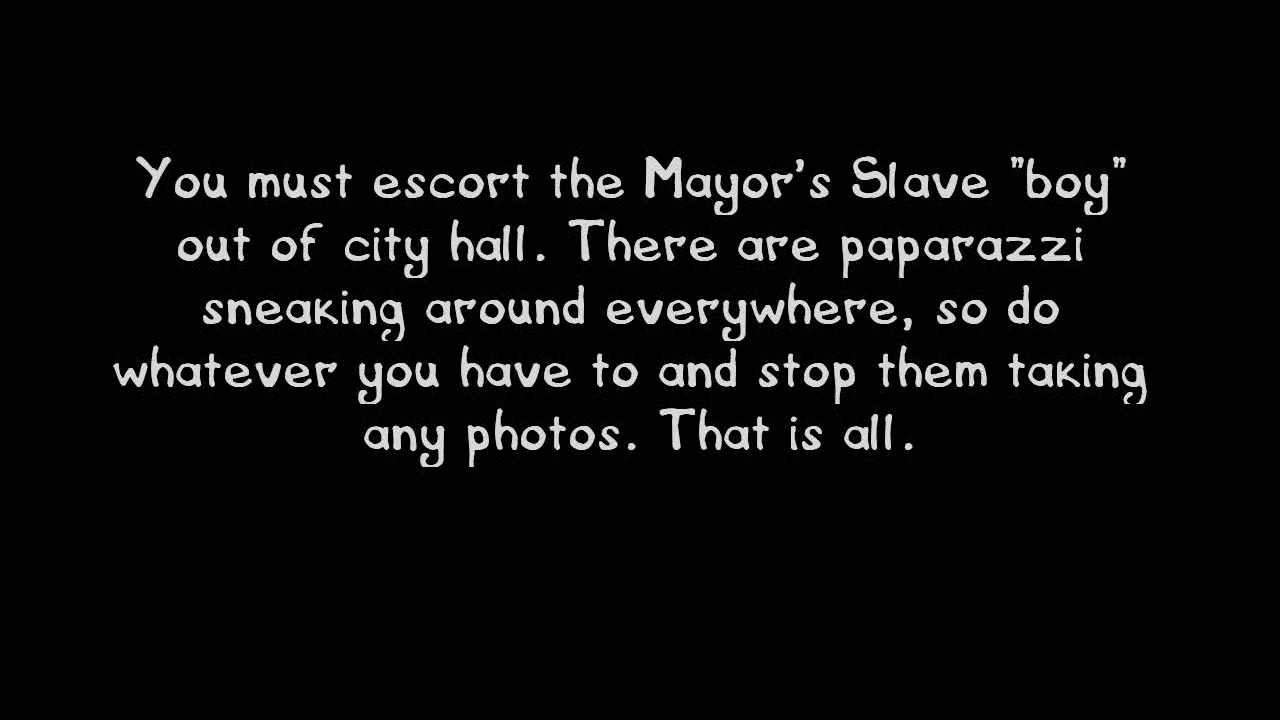 You must escort the Mayor's Slave "boy"
out of city hall. There are paparazzi
sneaking around everywhere, so do
whatever you have to and stop them taking
any photos. That is all.